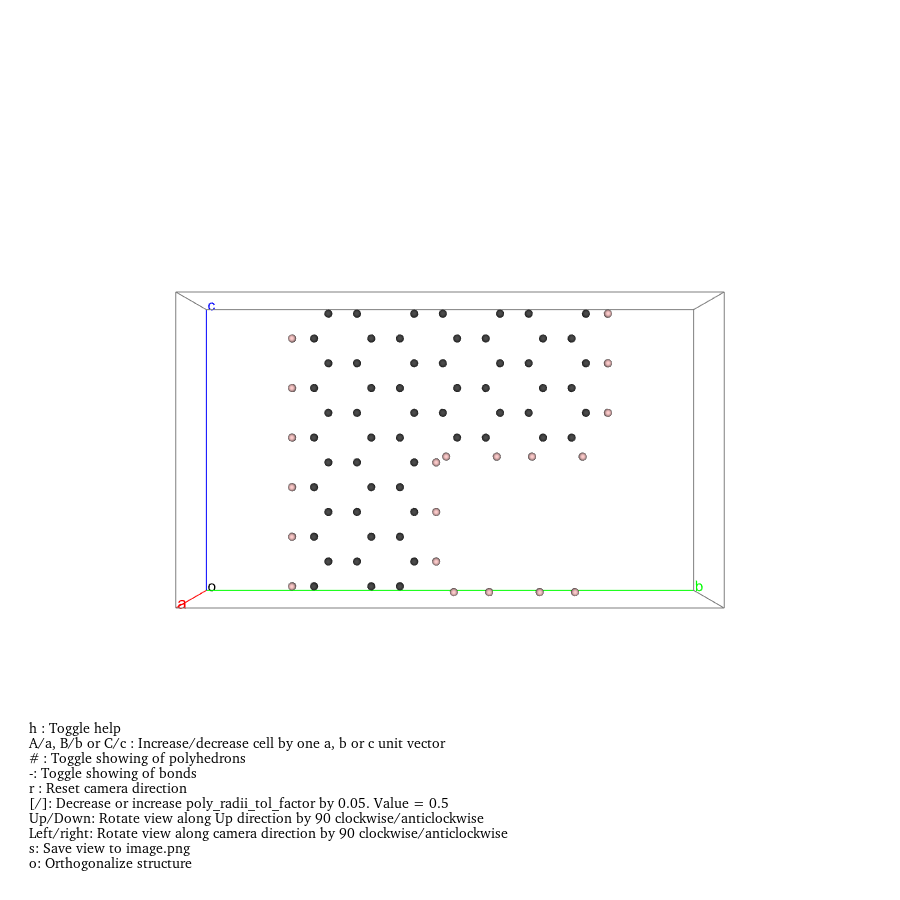 c
o
b
a
h : Toggle help
A/a, B/b or C/c : Increase/decrease cell by one a, b or c unit vector
# : Toggle showing of polyhedrons
-: Toggle showing of bonds
r : Reset camera direction
[/]: Decrease or increase poly_radii_tol_factor by 0.05. Value = 0.5
Up/Down: Rotate view along Up direction by 90 clockwise/anticlockwise
Left/right: Rotate view along camera direction by 90 clockwise/anticlockwise
s: Save view to image.png
o: Orthogonalize structure